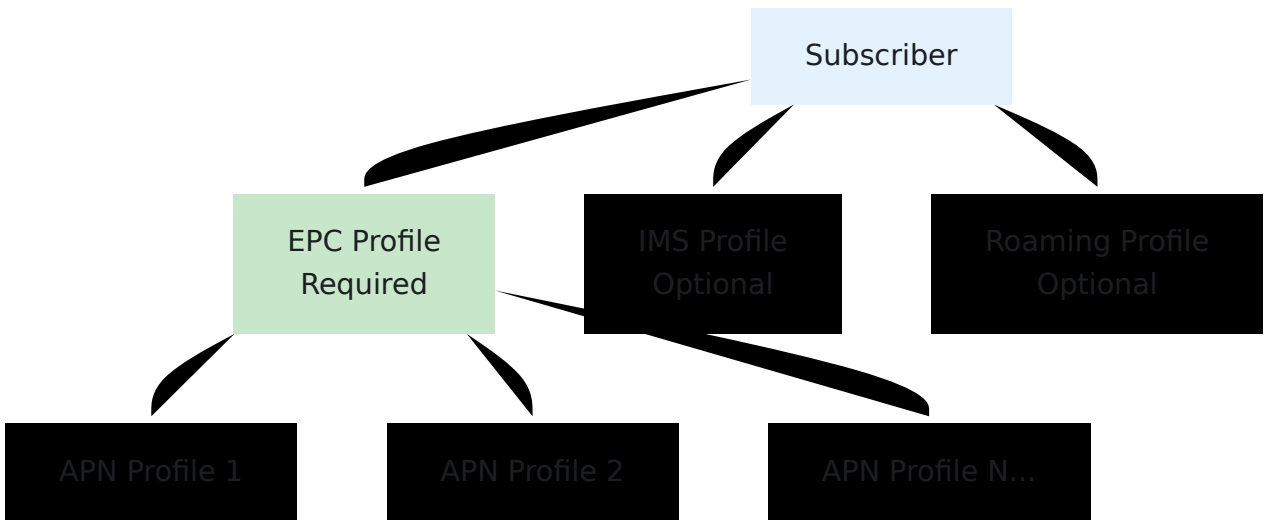 Subscriber
EPC Profile
Required
IMS Profile
Optional
Roaming Profile
Optional
APN Profile 1
APN Profile 2
APN Profile N...